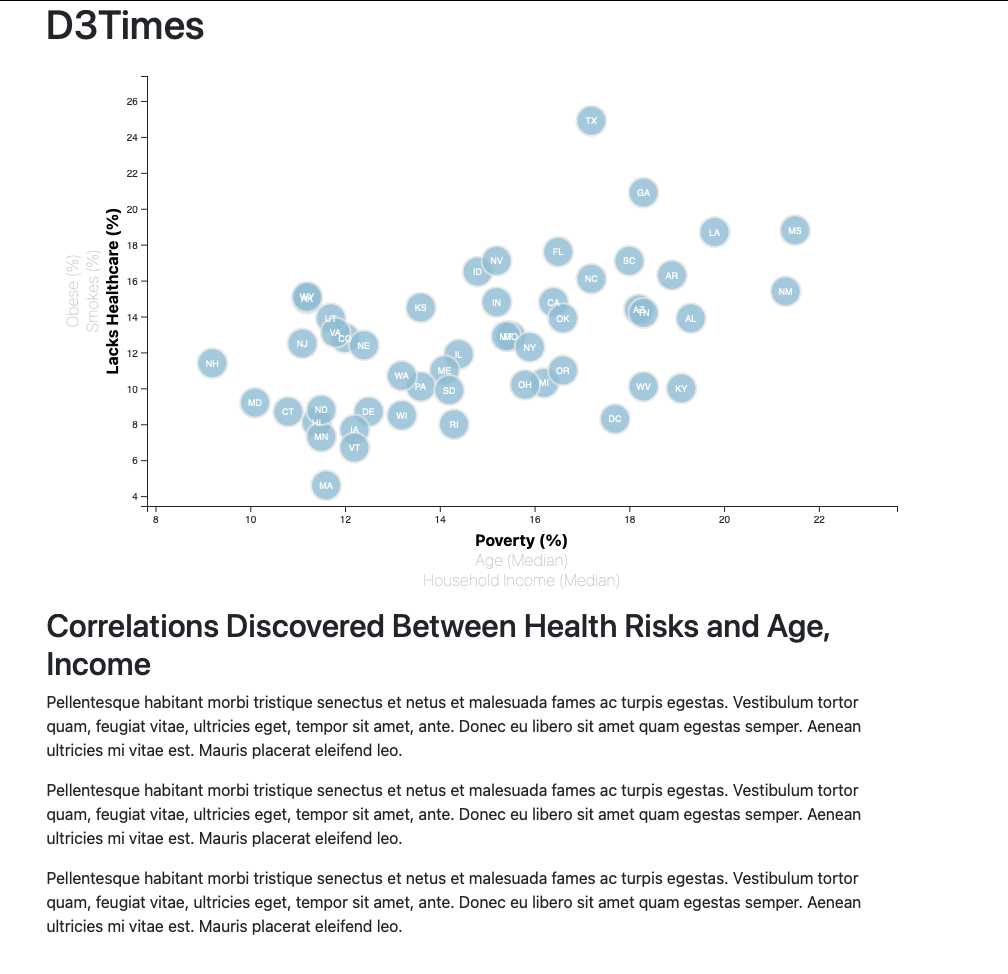 D3Times
26
24
TX
22
GA
20
LA
MS
18
FL
NV
SC
ID
AR
NC
16
NM
WY
IN
CA
KS
AZ
TN
14
UT
OK
AL
VA
CO
NE
NJ
NY
12
IL
NH
ME
OR
WA
MI
OH
PA
SD
WV
KY
10
MD
ND
CT
DE
WI
HI
DC
8
RI
IA
MN
VT
6
MA
4
Obese (%)
Smokes (%)
Lacks Healthcare (%)
8 10 12 14 16 18 20 22
Poverty (%)
Age (Median)
Household Income (Median)
Correlations Discovered Between Health Risks and Age,
Income
Pellentesque habitant morbi tristique senectus et netus et malesuada fames ac turpis egestas. Vestibulum tortor
quam, feugiat vitae, ultricies eget, tempor sit amet, ante. Donec eu libero sit amet quam egestas semper. Aenean
ultricies mi vitae est. Mauris placerat eleifend leo.
Pellentesque habitant morbi tristique senectus et netus et malesuada fames ac turpis egestas. Vestibulum tortor
quam, feugiat vitae, ultricies eget, tempor sit amet, ante. Donec eu libero sit amet quam egestas semper. Aenean
ultricies mi vitae est. Mauris placerat eleifend leo.
Pellentesque habitant morbi tristique senectus et netus et malesuada fames ac turpis egestas. Vestibulum tortor
quam, feugiat vitae, ultricies eget, tempor sit amet, ante. Donec eu libero sit amet quam egestas semper. Aenean
ultricies mi vitae est. Mauris placerat eleifend leo.